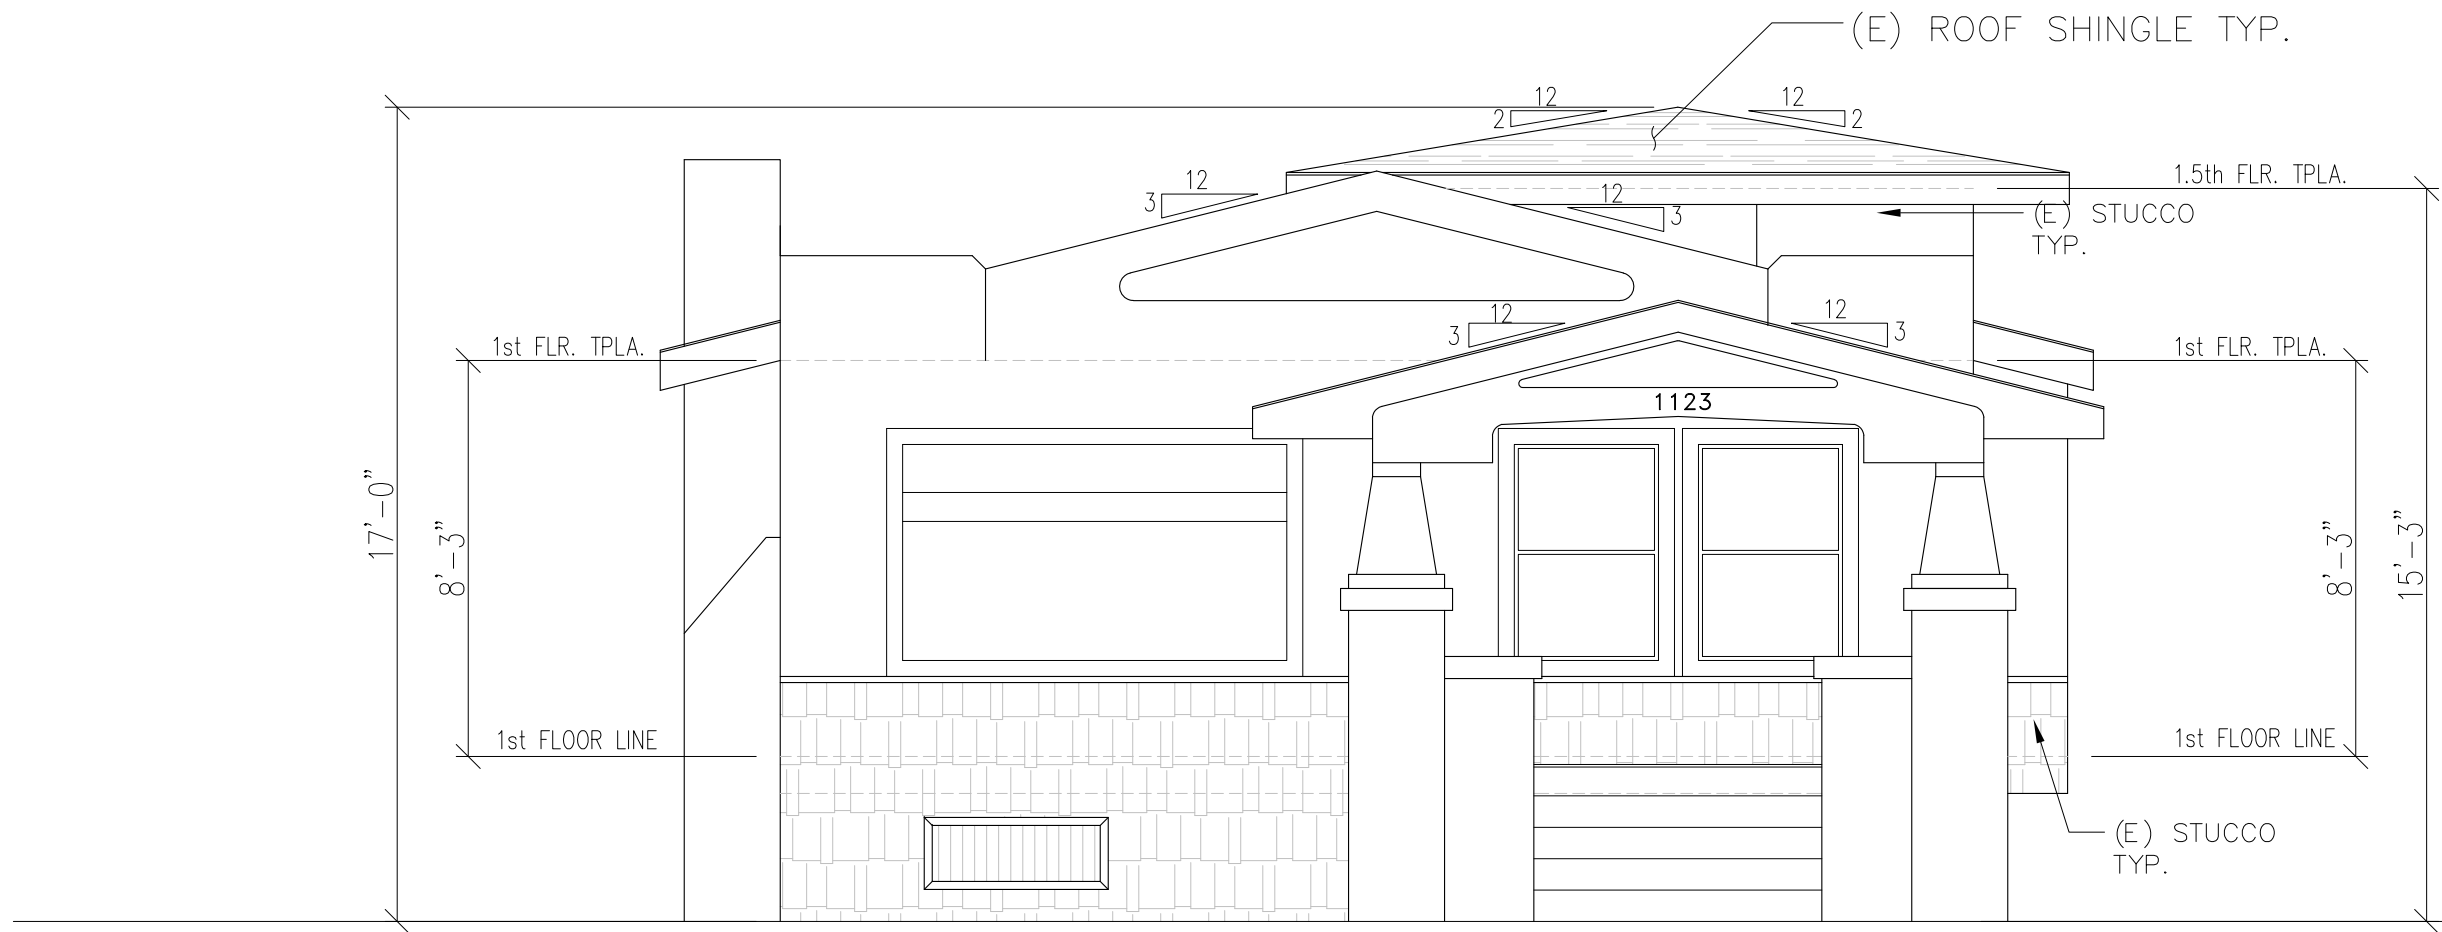 (E) ROOF SHINGLE TYP.
12
12
2
2
12
3
12
3
1.5th FLR. TPLA.
(E) STUCCO
TYP.
12
3
12
3
1st FLR. TPLA.
1st FLR. TPLA.
1123
17'-0"
8'-3"
8'-3"
15'-3"
1st FLOOR LINE
1st FLOOR LINE
(E) STUCCO
TYP.